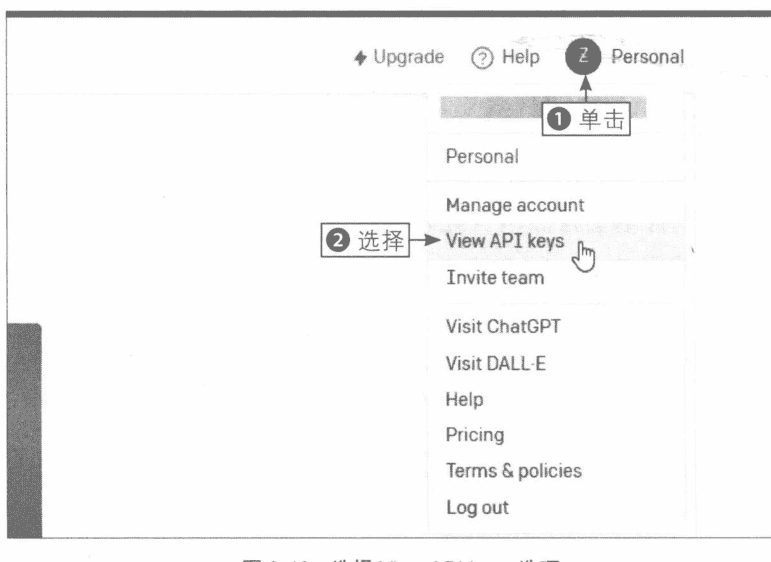 Upgrade ? Help Z Personal
❶ 单击
Personal
Manage account
❷ 选择 View API keys
Invite team
Visit ChatGPT
Visit DALL·E
Help
Pricing
Terms & policies
Log out